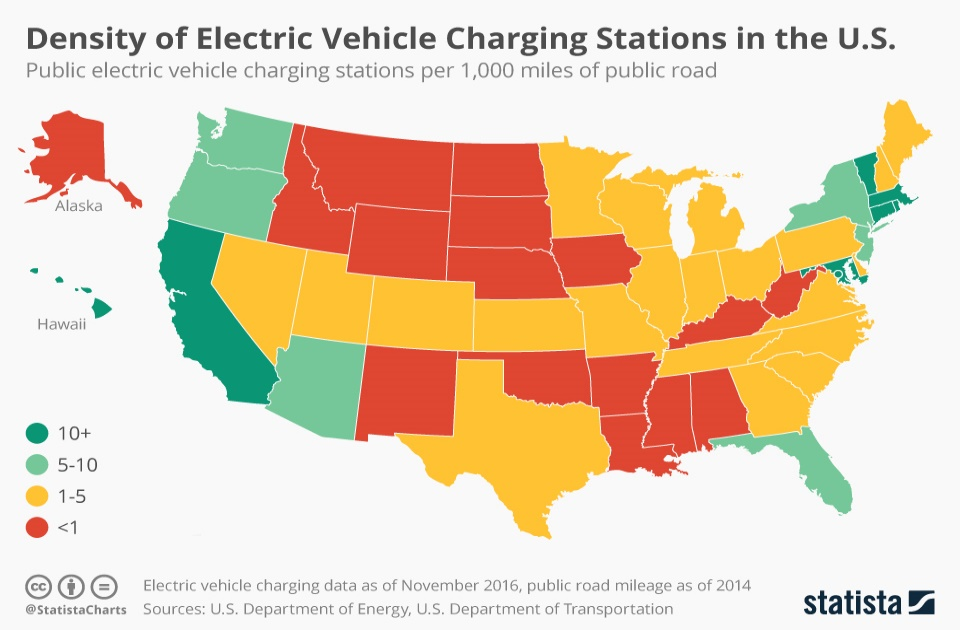 Density of Electric Vehicle Charging Stations in the U.S.
Public electric vehicle charging stations per 1,000 miles of public road
Alaska
Hawaii
10+
5-10
1-5
<1
cc
@StatistaCharts
Electric vehicle charging data as of November 2016, public road mileage as of 2014
Sources: U.S. Department of Energy, U.S. Department of Transportation
statista